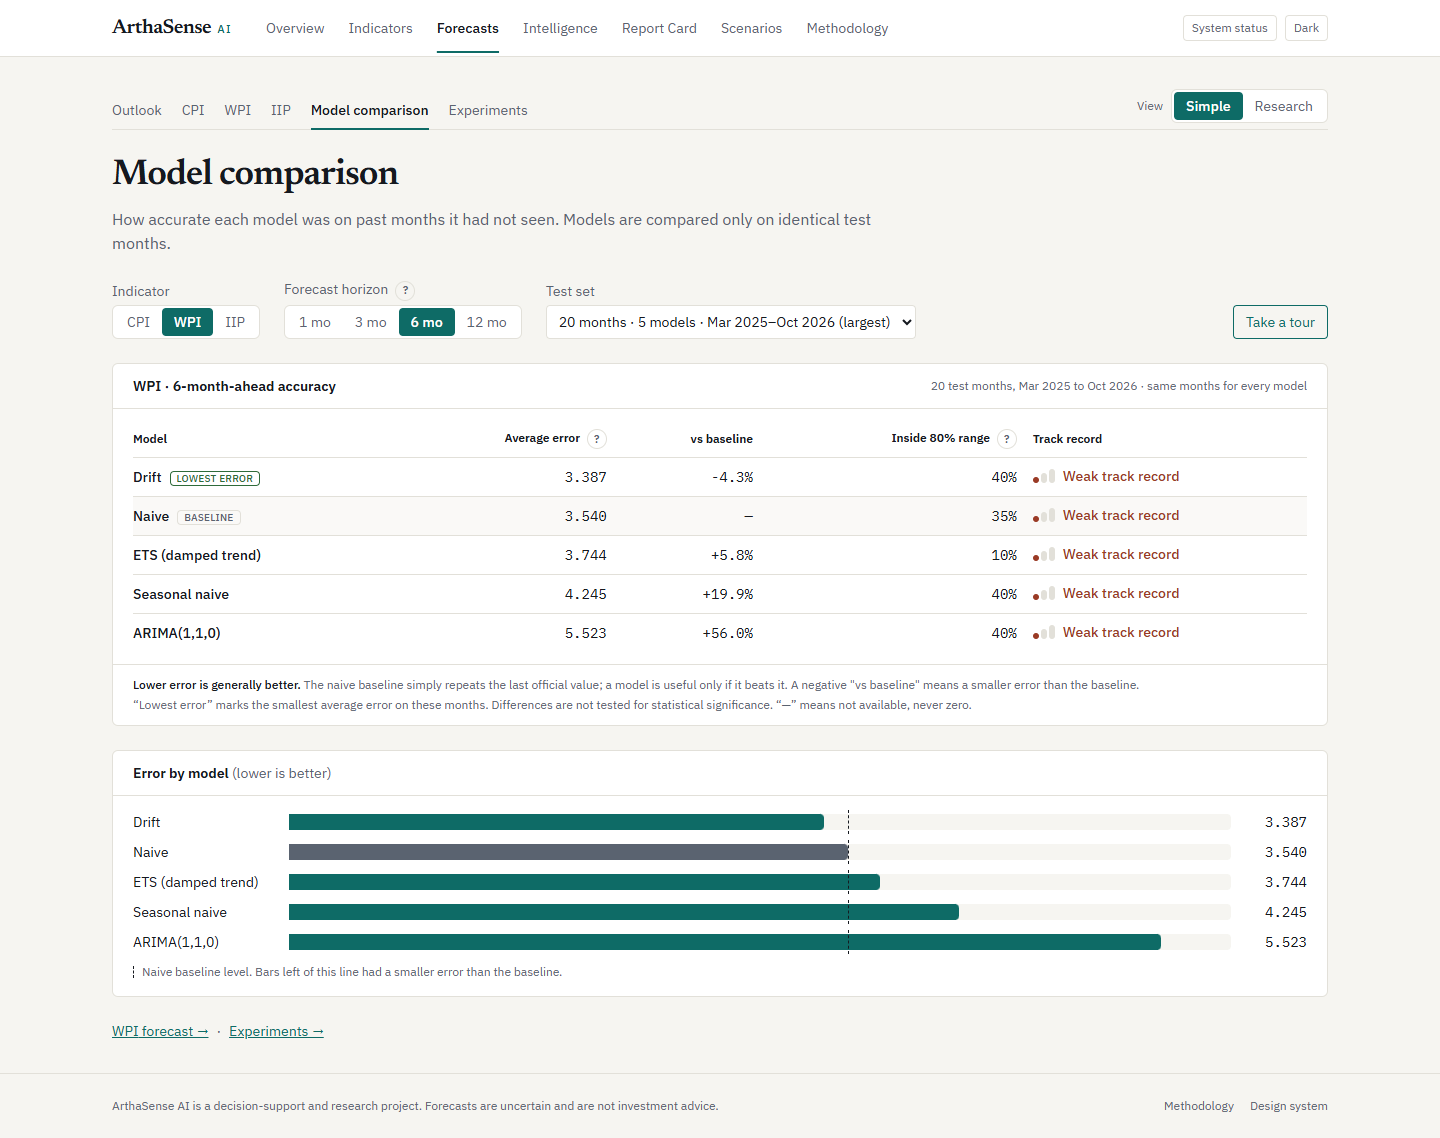 ArthaSense AI
Overview
Indicators
Forecasts
Intelligence
Report Card
Scenarios
Methodology
System status
Dark
Outlook
CPI
WPI
IIP
Model comparison
Experiments
View
Simple
Research
Model comparison
How accurate each model was on past months it had not seen. Models are compared only on identical test
months.
Indicator
CPI
WPI
IIP
Forecast horizon ?
1 mo
3 mo
6 mo
12 mo
Test set
20 months · 5 models · Mar 2025–Oct 2026 (largest)
Take a tour
WPI · 6-month-ahead accuracy
20 test months, Mar 2025 to Oct 2026 · same months for every model
Model Average error ? vs baseline Inside 80% range ? Track record
Drift LOWEST ERROR 3.387 -4.3% 40% Weak track record
Naive BASELINE 3.540 — 35% Weak track record
ETS (damped trend) 3.744 +5.8% 10% Weak track record
Seasonal naive 4.245 +19.9% 40% Weak track record
ARIMA(1,1,0) 5.523 +56.0% 40% Weak track record
Lower error is generally better. The naive baseline simply repeats the last official value; a model is useful only if it beats it. A negative "vs baseline" means a smaller error than the baseline.
“Lowest error” marks the smallest average error on these months. Differences are not tested for statistical significance. “—” means not available, never zero.
Error by model (lower is better)
Drift 3.387
Naive 3.540
ETS (damped trend) 3.744
Seasonal naive 4.245
ARIMA(1,1,0) 5.523
Naive baseline level. Bars left of this line had a smaller error than the baseline.
WPI forecast → · Experiments →
ArthaSense AI is a decision-support and research project. Forecasts are uncertain and are not investment advice.
Methodology
Design system